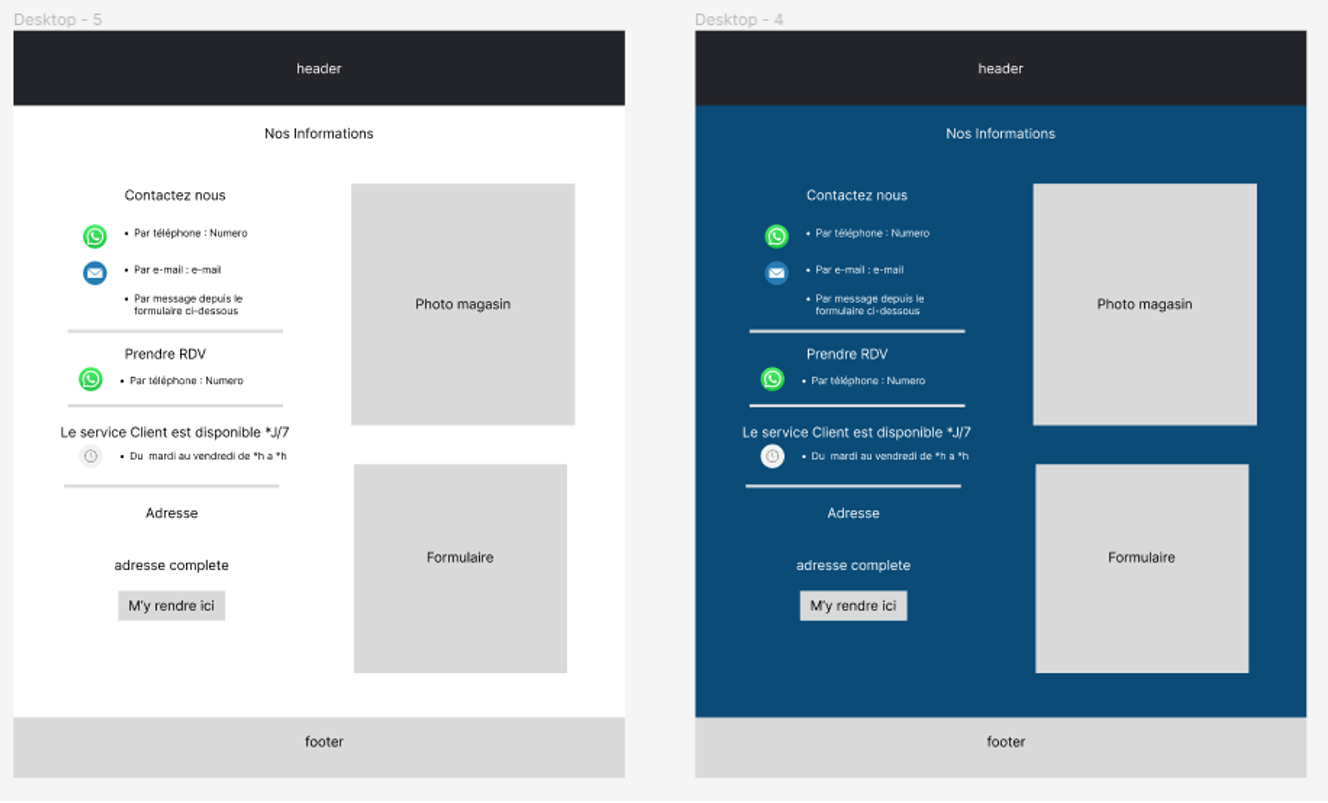 Desktop - 5
header
Nos Informations
Contactez nous
• Par téléphone : Numero
• Par e-mail : e-mail
• Par message depuis le
formulaire ci-dessous
Photo magasin
Prendre RDV
• Par téléphone : Numero
Le service Client est disponible *J/7
• Du mardi au vendredi de *h a *h
Adresse
adresse complete
M'y rendre ici
Formulaire
footer
Desktop - 4
header
Nos Informations
Contactez nous
• Par téléphone : Numero
• Par e-mail : e-mail
• Par message depuis le
formulaire ci-dessous
Photo magasin
Prendre RDV
• Par téléphone : Numero
Le service Client est disponible *J/7
• Du mardi au vendredi de *h a *h
Adresse
adresse complete
M'y rendre ici
Formulaire
footer